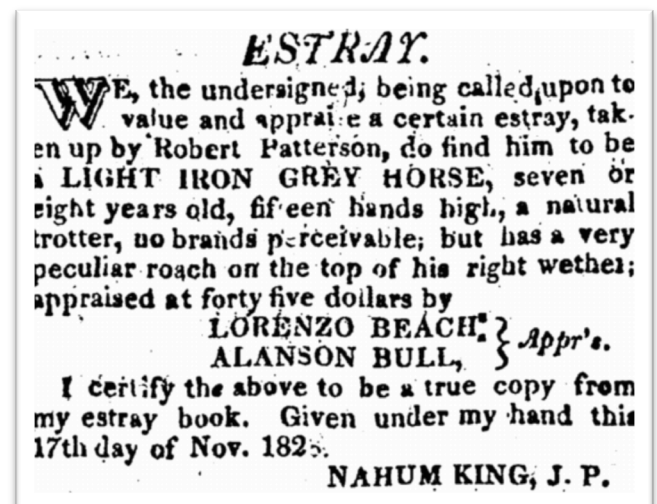 ESTRAY.
WE, the undersigned, being called upon to
value and appraise a certain estray, tak-
en up by Robert Patterson, do find him to be
a LIGHT IRON GREY HORSE, seven or
eight years old, fifteen hands high, a natural
trotter, no brands perceivable; but has a very
peculiar roach on the top of his right wether;
appraised at forty five dollars by
LORENZO BEACH } Appr's.
ALANSON BULL, }
I certify the above to be a true copy from
my estray book. Given under my hand this
17th day of Nov.
NAHUM KING, J. P.